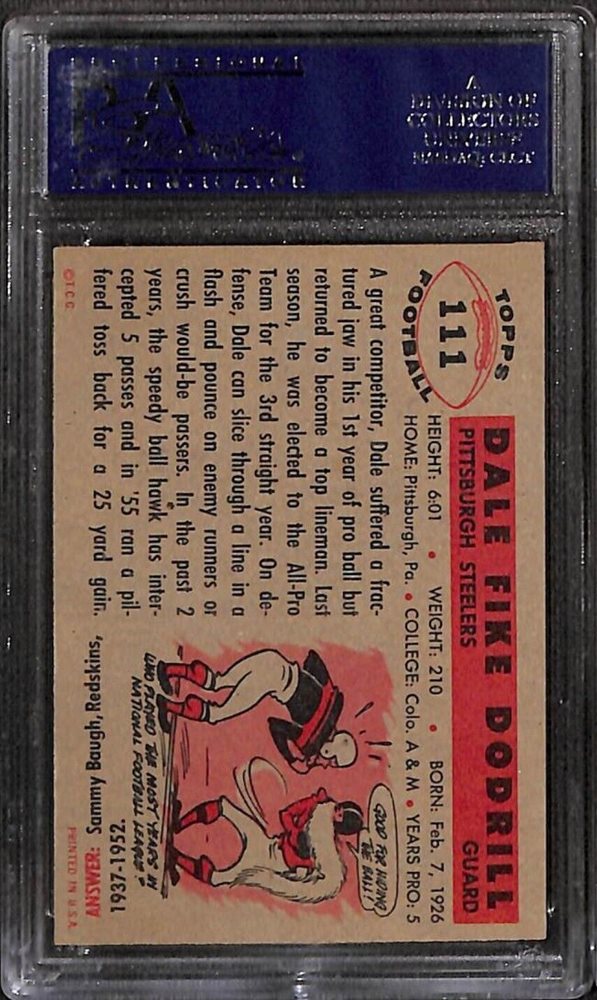 PROFESSIONAL
PSA
AUTHENTICATOR
A
DIVISION OF
COLLECTORS
UNIVERSE
NASDAQ: CLCT
TOPPS
111
FOOTBALL
DALE FIKE DODRILL
PITTSBURGH STEELERS GUARD
HEIGHT: 6:01 • WEIGHT: 210 • BORN: Feb. 7, 1926
HOME: Pittsburgh, Pa. • COLLEGE: Colo. A & M • YEARS PRO: 5
A great competitor, Dale suffered a frac-
tured jaw in his 1st year of pro ball but
returned to become a top lineman. Last
season, he was elected to the All-Pro
Team for the 3rd straight year. On de-
fense, Dale can slice through a line in a
flash and pounce on enemy runners or
crush would-be passers. In the past 2
years, the speedy ball hawk has inter-
cepted 5 passes and in '55 ran a pil-
fered toss back for a 25 yard gain.
©T.C.G.
GOOD FOR HIDING
THE BALL!
WHO PLAYED THE MOST YEARS IN
NATIONAL FOOTBALL LEAGUE?
ANSWER: Sammy Baugh, Redskins,
1937-1952.
PRINTED IN U.S.A.